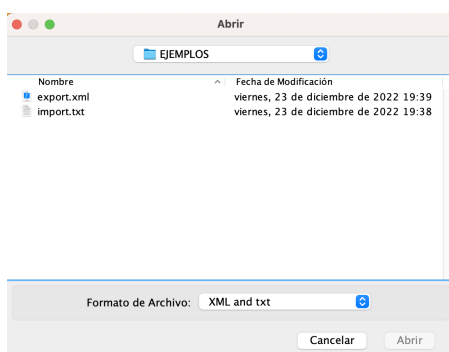 Abrir
EJEMPLOS
Nombre Fecha de Modificación
export.xml viernes, 23 de diciembre de 2022 19:39
import.txt viernes, 23 de diciembre de 2022 19:38
Formato de Archivo: XML and txt
Cancelar Abrir